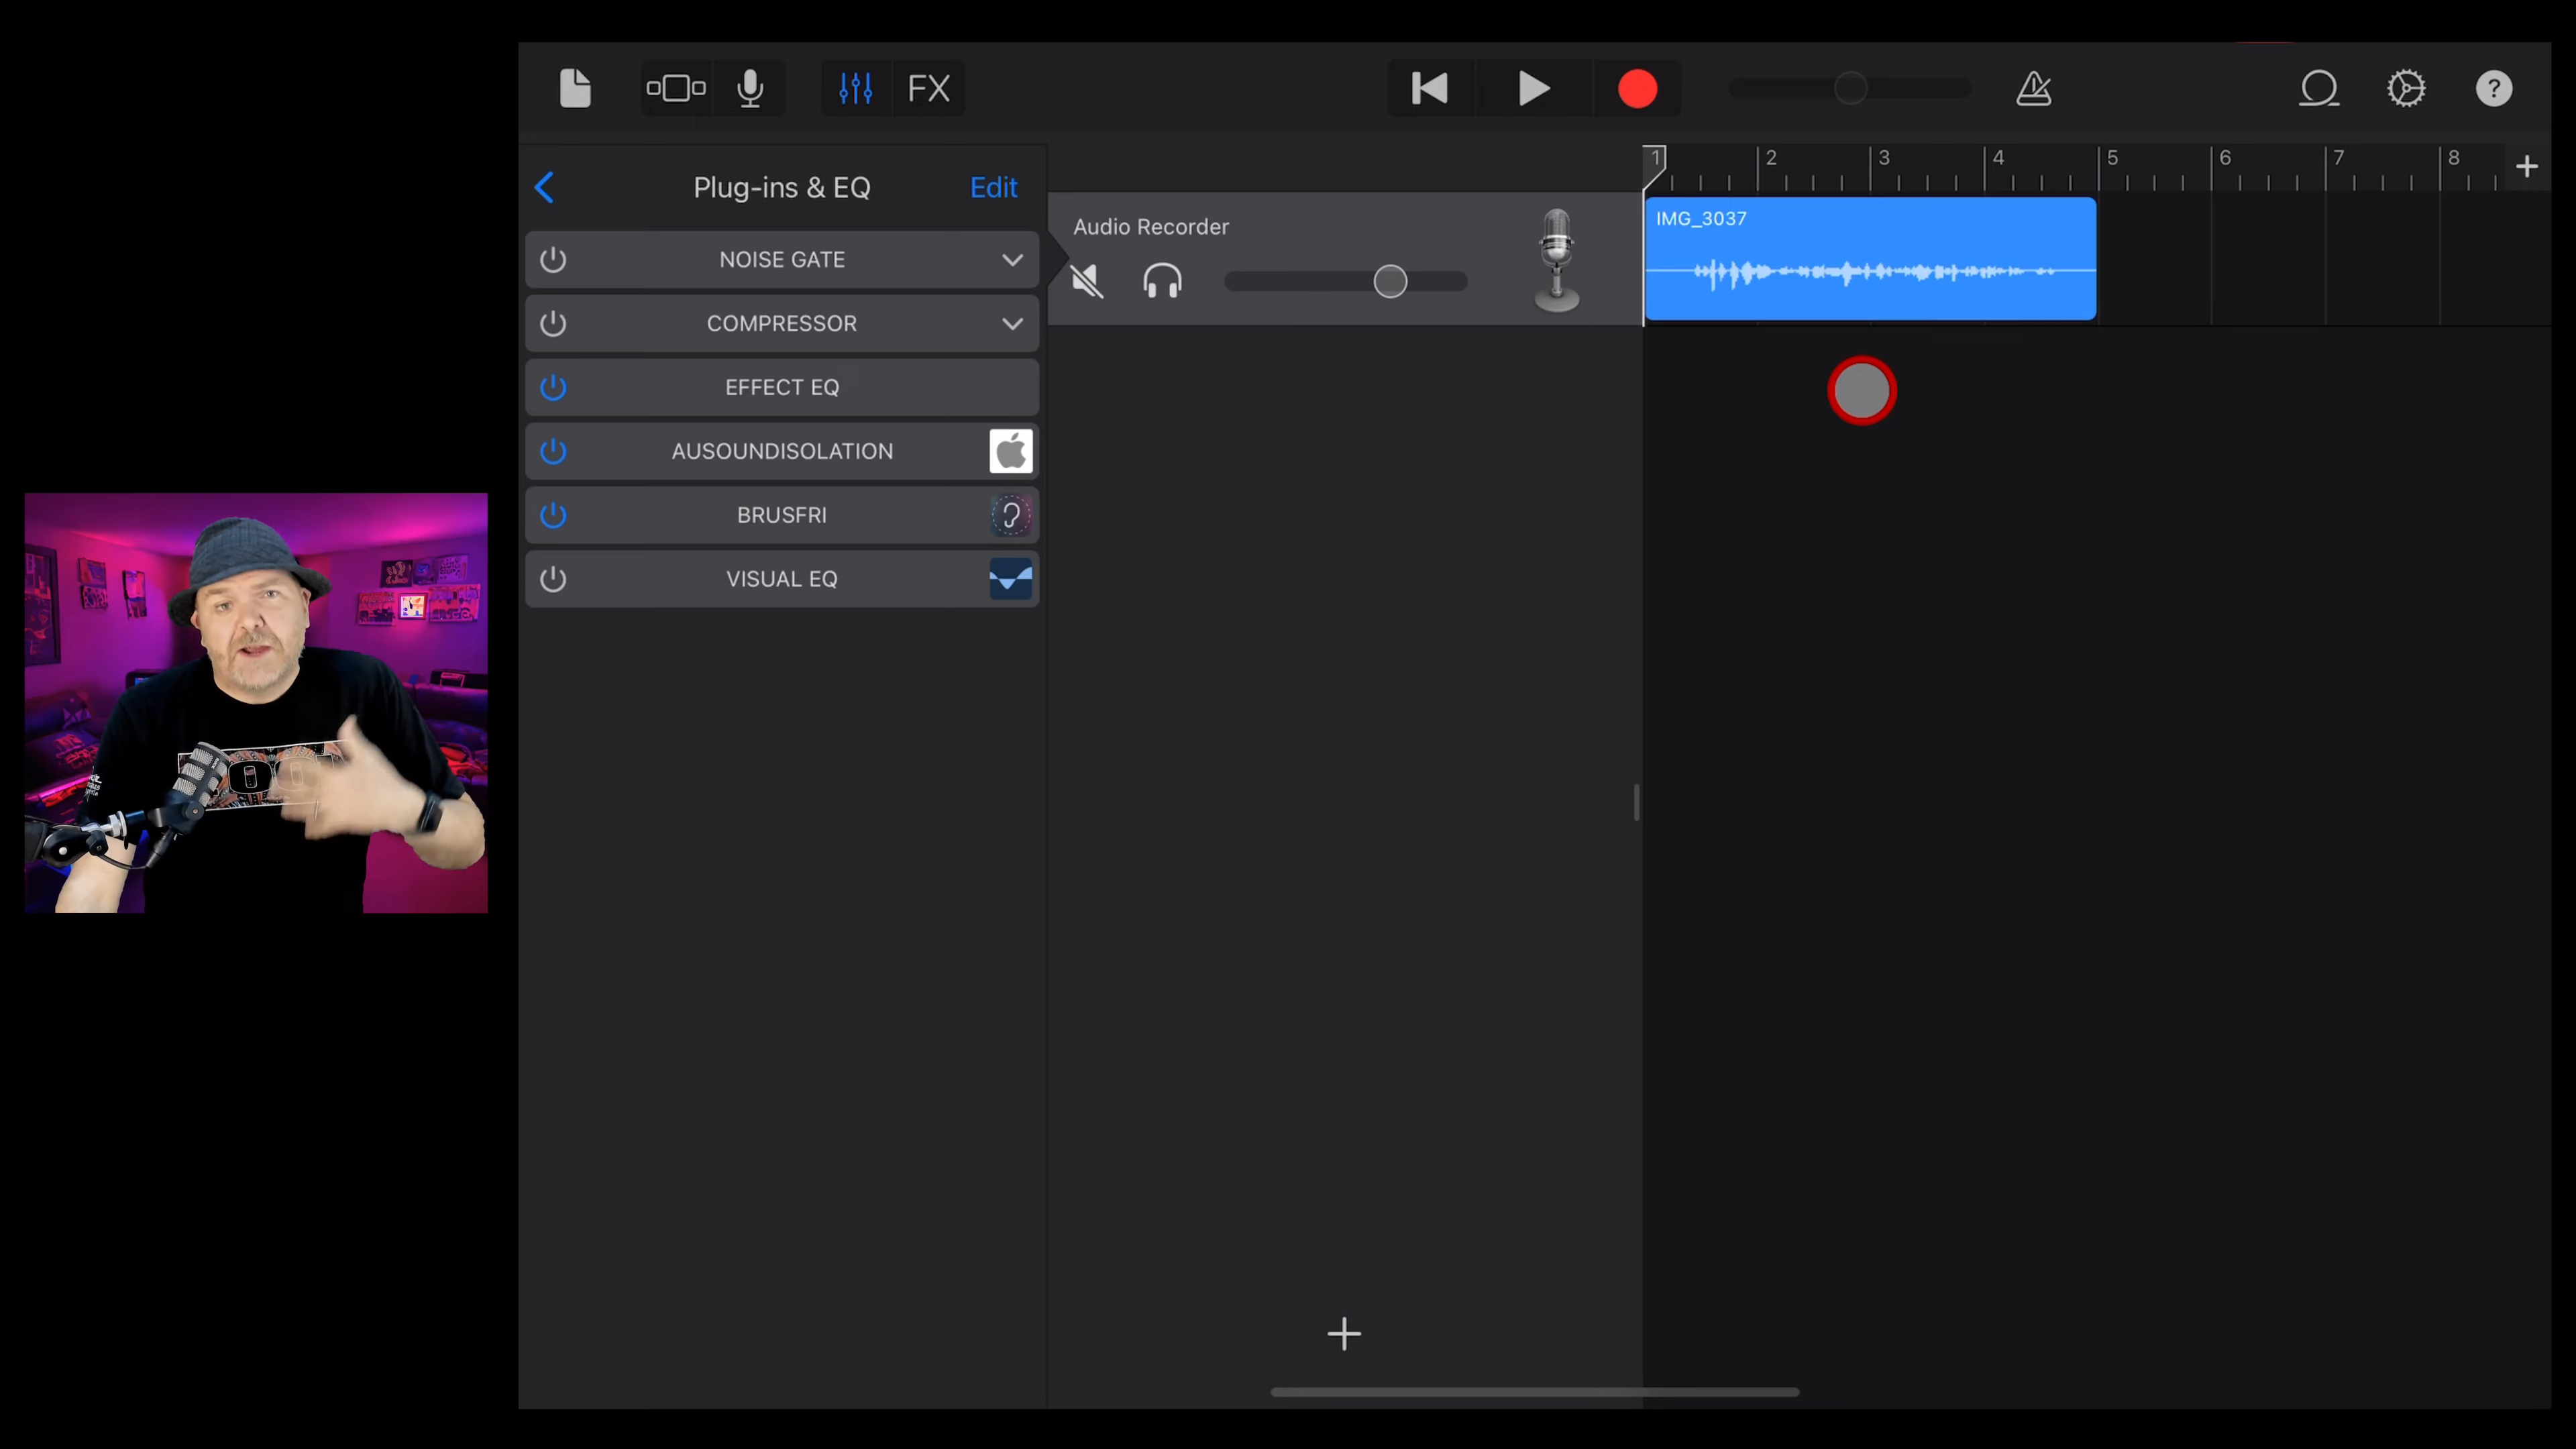 FX
Plug-ins & EQ
Edit
NOISE GATE
COMPRESSOR
EFFECT EQ
AUSOUNDISOLATION
BRUSFRI
VISUAL EQ
Audio Recorder
1 2 3 4 5 6 7 8
IMG_3037
?